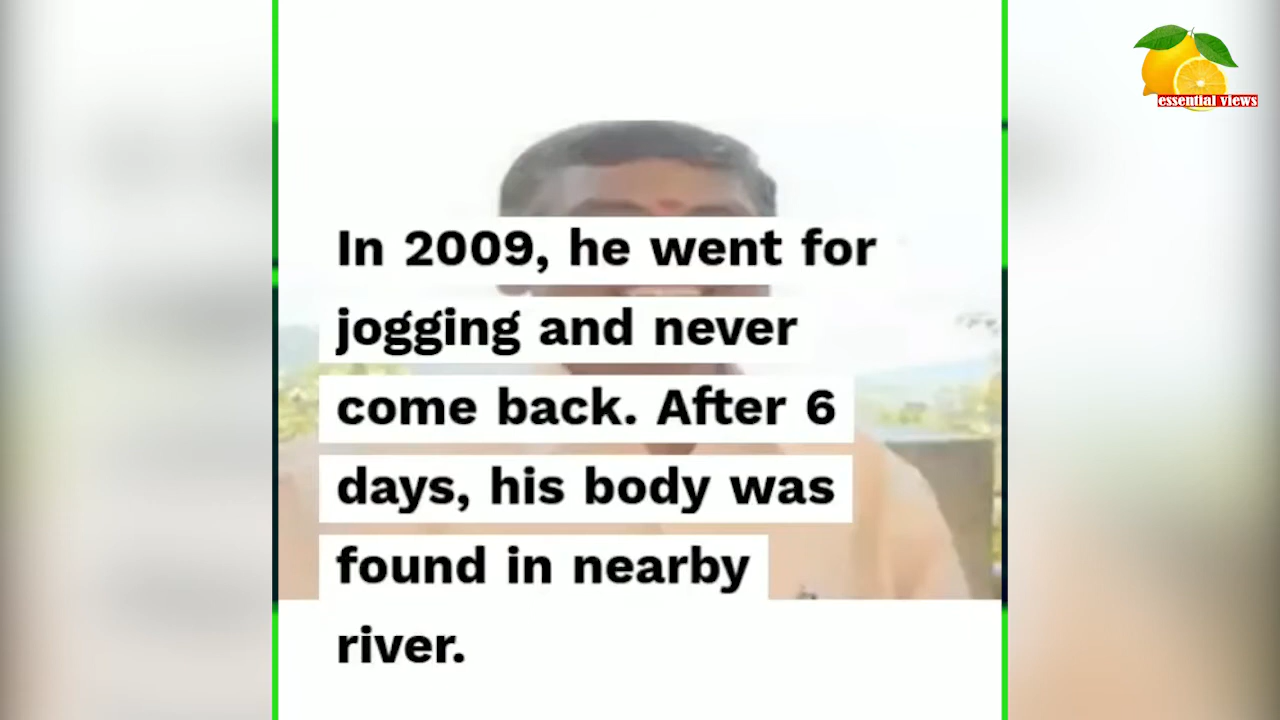 essential views
In 2009, he went for
jogging and never
come back. After 6
days, his body was
found in nearby
river.